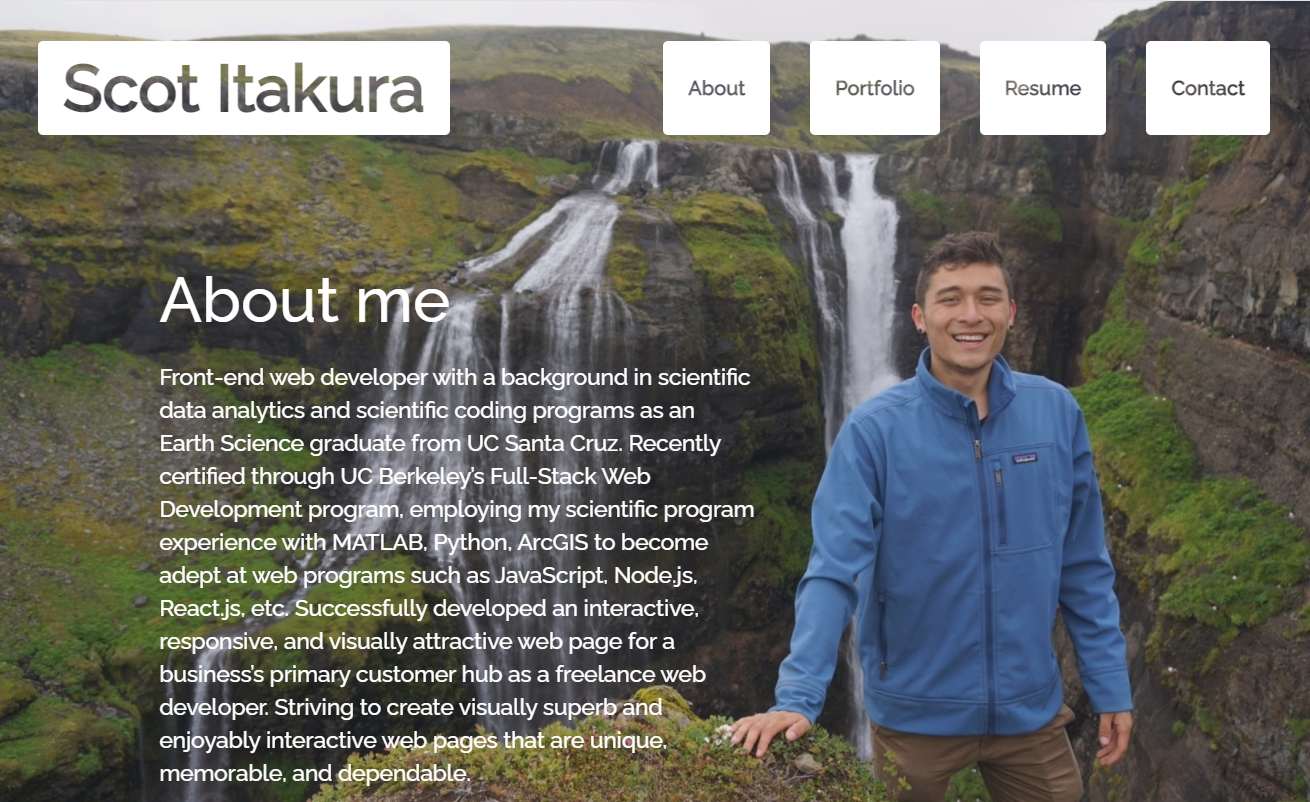 Scot Itakura
About
Portfolio
Resume
Contact
About me
Front-end web developer with a background in scientific
data analytics and scientific coding programs as an
Earth Science graduate from UC Santa Cruz. Recently
certified through UC Berkeley’s Full-Stack Web
Development program, employing my scientific program
experience with MATLAB, Python, ArcGIS to become
adept at web programs such as JavaScript, Node.js,
React.js, etc. Successfully developed an interactive,
responsive, and visually attractive web page for a
business’s primary customer hub as a freelance web
developer. Striving to create visually superb and
enjoyably interactive web pages that are unique,
memorable, and dependable.